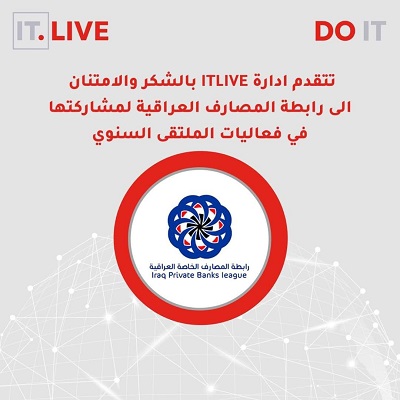 IT. LIVE
DO IT
تتقدم ادارة ITLIVE بالشكر والامتنان
الى رابطة المصارف العراقية لمشاركتها
في فعاليات الملتقى السنوي
رابطة المصارف الخاصة العراقية
Iraq Private Banks league